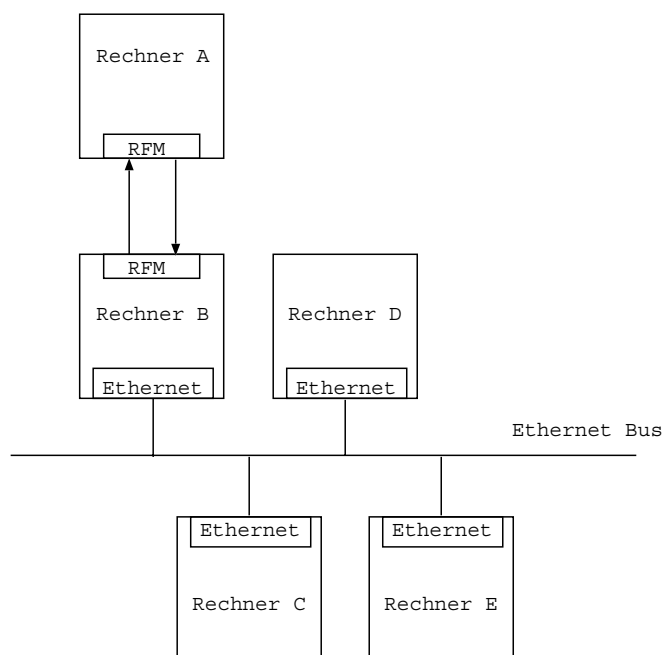 Rechner A
RFM
RFM
Rechner B
Rechner D
Ethernet
Ethernet
Ethernet Bus
Ethernet
Ethernet
Rechner C
Rechner E